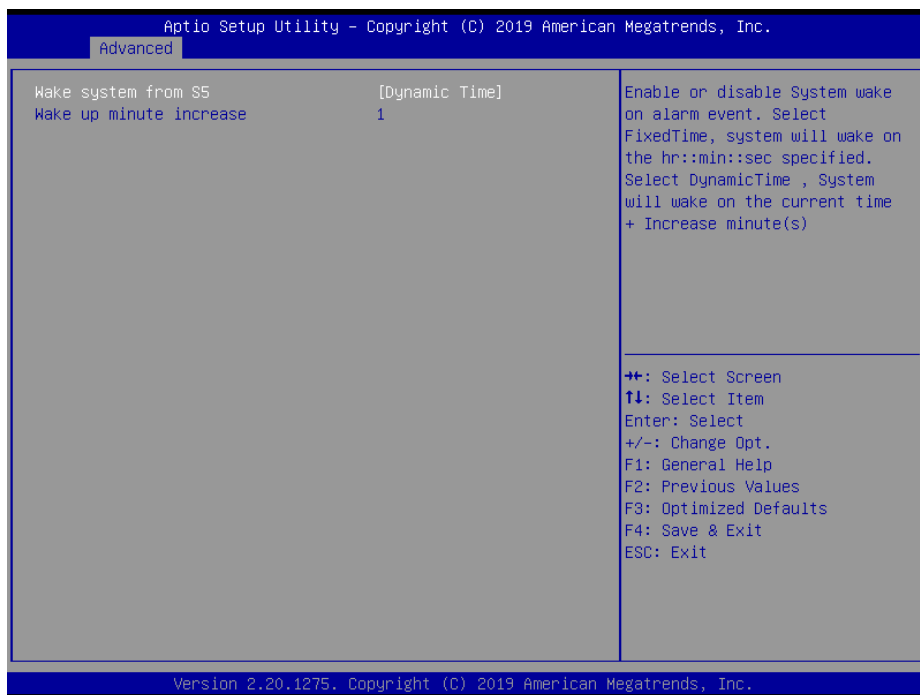 Aptio Setup Utility – Copyright (C) 2019 American Megatrends, Inc.
Advanced
Wake system from S5 [Dynamic Time]
Wake up minute increase 1
Enable or disable System wake
on alarm event. Select
FixedTime, system will wake on
the hr::min::sec specified.
Select DynamicTime , System
will wake on the current time
+ Increase minute(s)
→←: Select Screen
↑↓: Select Item
Enter: Select
+/-: Change Opt.
F1: General Help
F2: Previous Values
F3: Optimized Defaults
F4: Save & Exit
ESC: Exit
Version 2.20.1275. Copyright (C) 2019 American Megatrends, Inc.